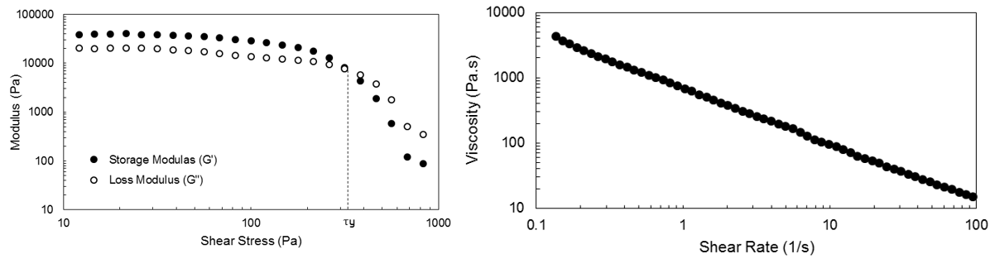 Modulus (Pa)
100000
10000
1000
100
10
Storage Modulas (G')
Loss Modulus (G")
10
100
τy
1000
Shear Stress (Pa)
Viscosity (Pa.s)
10000
1000
100
10
0.1
1
10
100
Shear Rate (1/s)